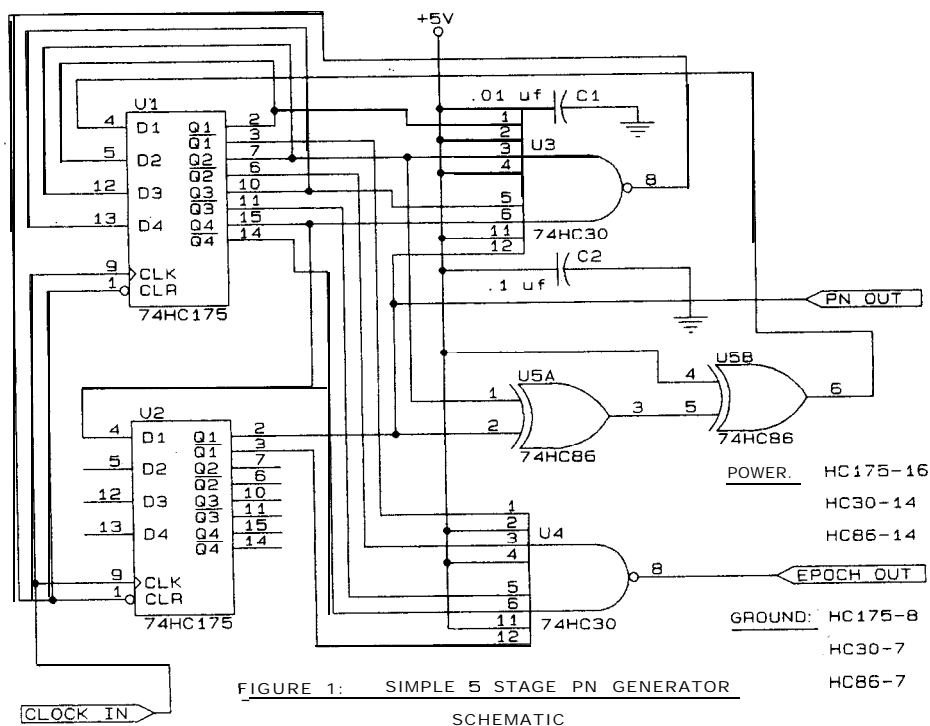 +5V
.01 uf
C1
U1
4 D1 Q1 2
Q1 3
5 D2 Q2 7
Q2 6
12 D3 Q3 10
Q3 11
13 D4 Q4 15
Q4 14
9 CLK
1 CLR
74HC175
1
2
3
4
5
6
11
12
U3
8
74HC30
C2
.1 uf
PN OUT
U5A
1
2
3
74HC86
U5B
4
5
6
74HC86
U2
4 D1 Q1 2
Q1 3
5 D2 Q2 7
Q2 6
12 D3 Q3 10
Q3 11
13 D4 Q4 15
Q4 14
9 CLK
1 CLR
74HC175
1
2
3
4
5
6
11
12
U4
8
74HC30
EPOCH OUT
POWER. HC175-16
HC30-14
HC86-14
GROUND: HC175-8
HC30-7
HC86-7
CLOCK IN
FIGURE 1: SIMPLE 5 STAGE PN GENERATOR
SCHEMATIC